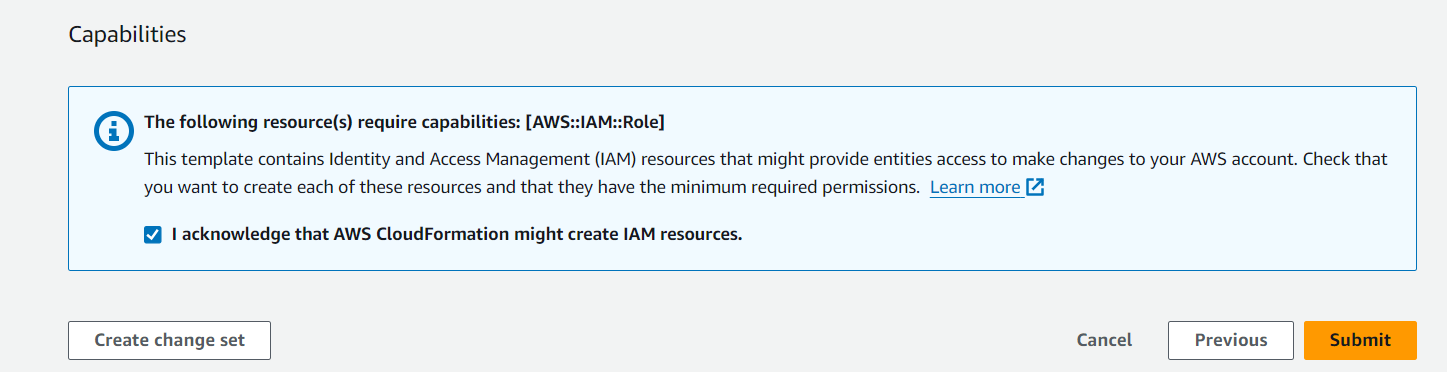 Capabilities
The following resource(s) require capabilities: [AWS::IAM::Role]
This template contains Identity and Access Management (IAM) resources that might provide entities access to make changes to your AWS account. Check that
you want to create each of these resources and that they have the minimum required permissions. Learn more
I acknowledge that AWS CloudFormation might create IAM resources.
Create change set Cancel Previous Submit